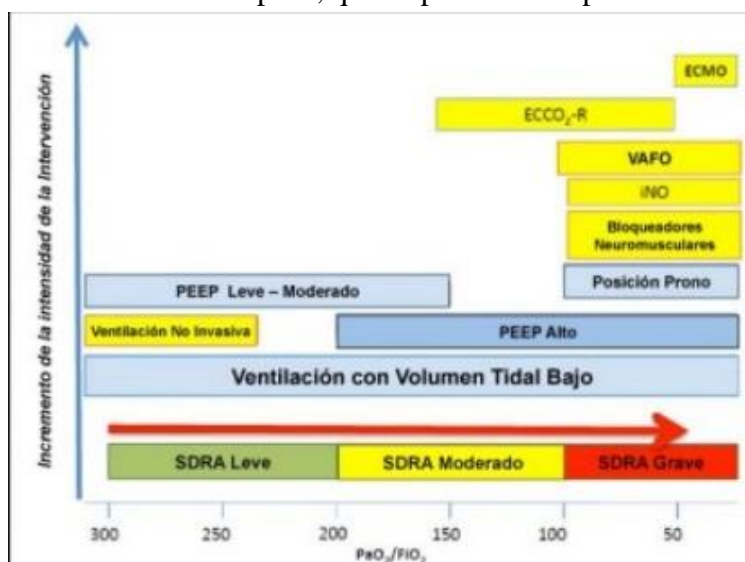 Incremento de la intensidad de la Intervención
ECMO
ECCO₂-R
VAFO
iNO
Bloqueadores
Neuromusculares
PEEP Leve – Moderado
Posición Prono
Ventilación No Invasiva
PEEP Alto
Ventilación con Volumen Tidal Bajo
SDRA Leve
SDRA Moderado
SDRA Grave
300
250
200
150
100
50
PaO₂/FiO₂